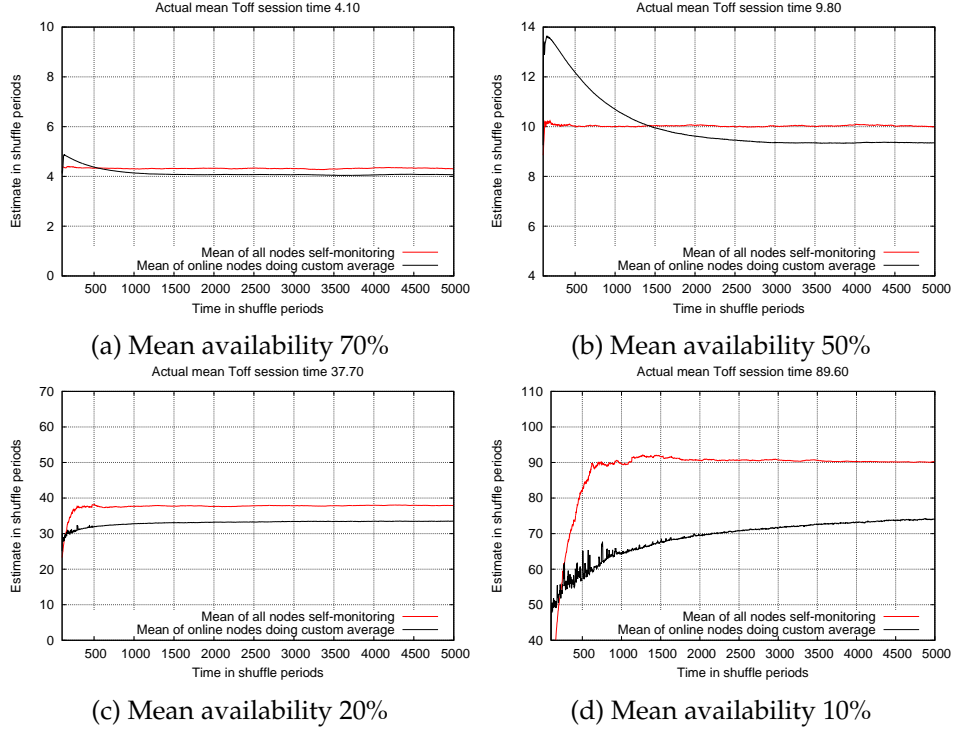 Actual mean Toff session time 4.10
10
8
6
4
2
0
Estimate in shuffle periods
Mean of all nodes self-monitoring
Mean of online nodes doing custom average
500 1000 1500 2000 2500 3000 3500 4000 4500 5000
Time in shuffle periods
(a) Mean availability 70%
Actual mean Toff session time 9.80
14
12
10
8
6
4
Estimate in shuffle periods
Mean of all nodes self-monitoring
Mean of online nodes doing custom average
500 1000 1500 2000 2500 3000 3500 4000 4500 5000
Time in shuffle periods
(b) Mean availability 50%
Actual mean Toff session time 37.70
70
60
50
40
30
20
10
0
Estimate in shuffle periods
Mean of all nodes self-monitoring
Mean of online nodes doing custom average
500 1000 1500 2000 2500 3000 3500 4000 4500 5000
Time in shuffle periods
(c) Mean availability 20%
Actual mean Toff session time 89.60
110
100
90
80
70
60
50
40
Estimate in shuffle periods
Mean of all nodes self-monitoring
Mean of online nodes doing custom average
500 1000 1500 2000 2500 3000 3500 4000 4500 5000
Time in shuffle periods
(d) Mean availability 10%